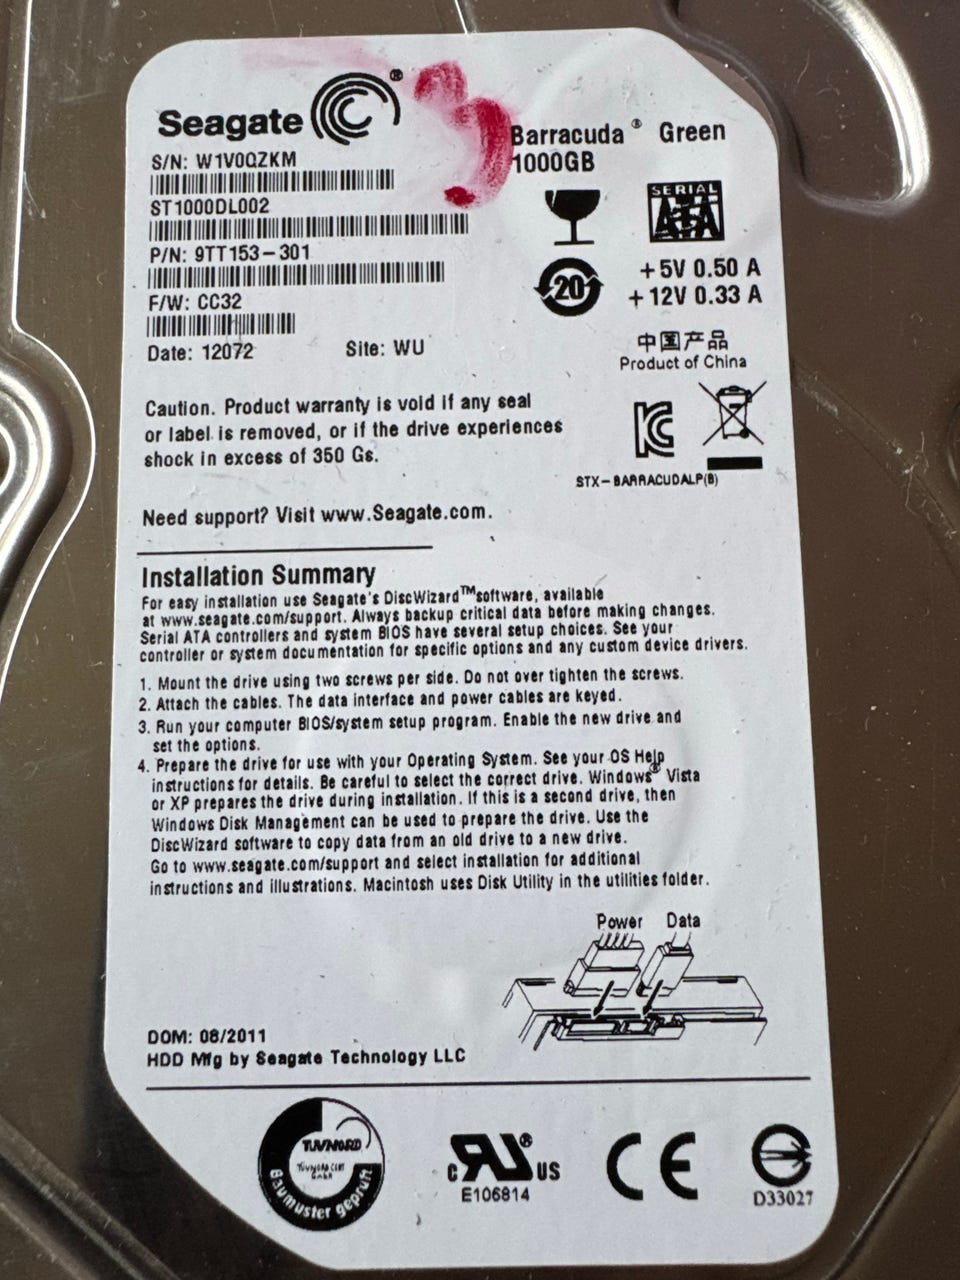 Seagate ®
Barracuda ® Green
1000GB
S/N: W1V0QZKM
ST1000DL002
P/N: 9TT153-301
F/W: CC32
Date: 12072 Site: WU
SERIAL
ATA
20
+5V 0.50 A
+12V 0.33 A
中国产品
Product of China
Caution. Product warranty is void if any seal
or label is removed, or if the drive experiences
shock in excess of 350 Gs.
STX-BARRACUDALP(B)
Need support? Visit www.Seagate.com.
Installation Summary
For easy installation use Seagate's DiscWizard™ software, available
at www.seagate.com/support. Always backup critical data before making changes.
Serial ATA controllers and system BIOS have several setup choices. See your
controller or system documentation for specific options and any custom device drivers.
1. Mount the drive using two screws per side. Do not over tighten the screws.
2. Attach the cables. The data interface and power cables are keyed.
3. Run your computer BIOS/system setup program. Enable the new drive and
set the options.
4. Prepare the drive for use with your Operating System. See your OS Help
instructions for details. Be careful to select the correct drive. Windows® Vista
or XP prepares the drive during installation. If this is a second drive, then
Windows Disk Management can be used to prepare the drive. Use the
DiscWizard software to copy data from an old drive to a new drive.
Go to www.seagate.com/support and select installation for additional
instructions and illustrations. Macintosh uses Disk Utility in the utilities folder.
Power Data
DOM: 08/2011
HDD Mfg by Seagate Technology LLC
TUVNORD
TUVNORD CERT
GmbH
Baumuster geprüft
c RU ® US
E106814
CE
D33027